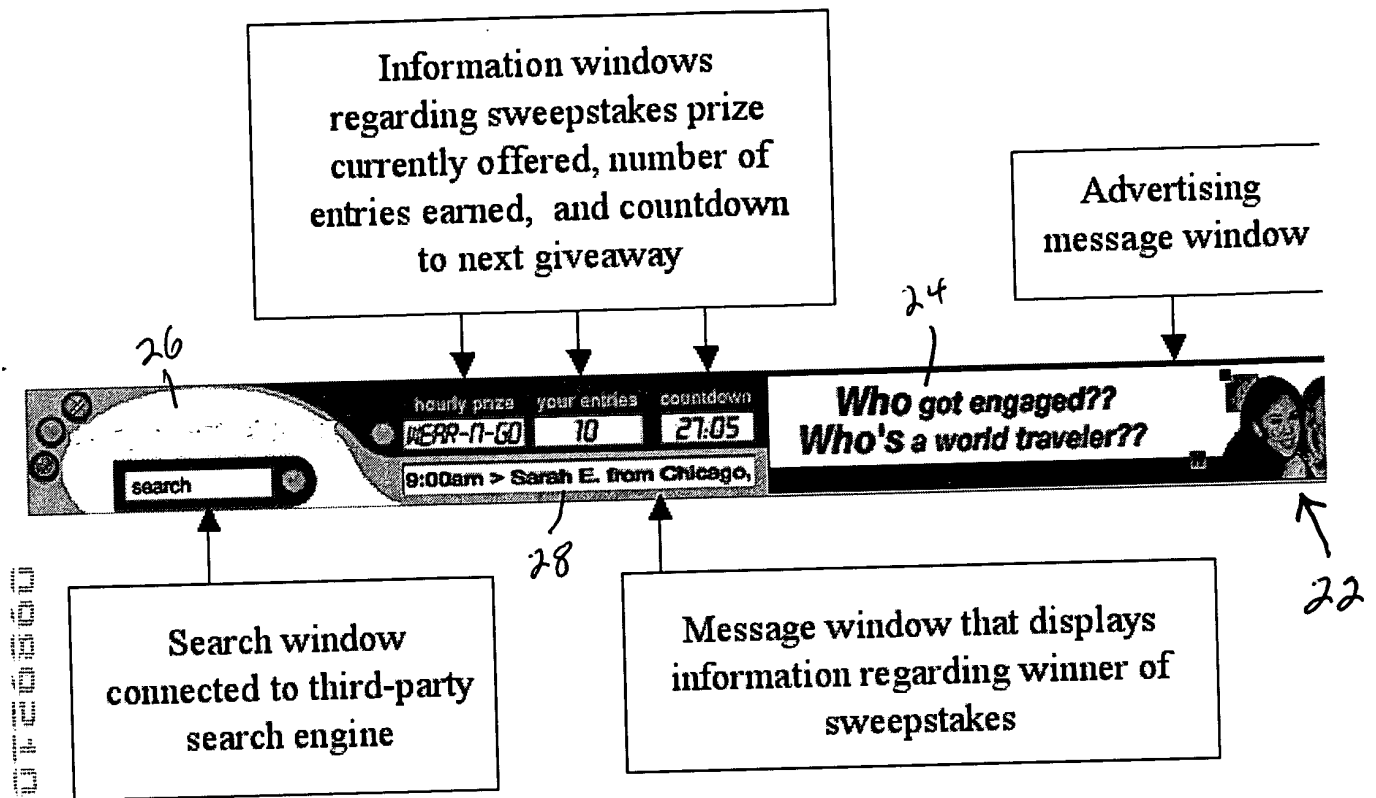 Information windows
regarding sweepstakes prize
currently offered, number of
entries earned, and countdown
to next giveaway
Advertising
message window
24
26
hourly prize your entries countdown
WEAR-N-GO 10 27:05
Who got engaged??
Who's a world traveler??
search
9:00am > Sarah E. from Chicago,
28
22
Search window
connected to third-party
search engine
Message window that displays
information regarding winner of
sweepstakes